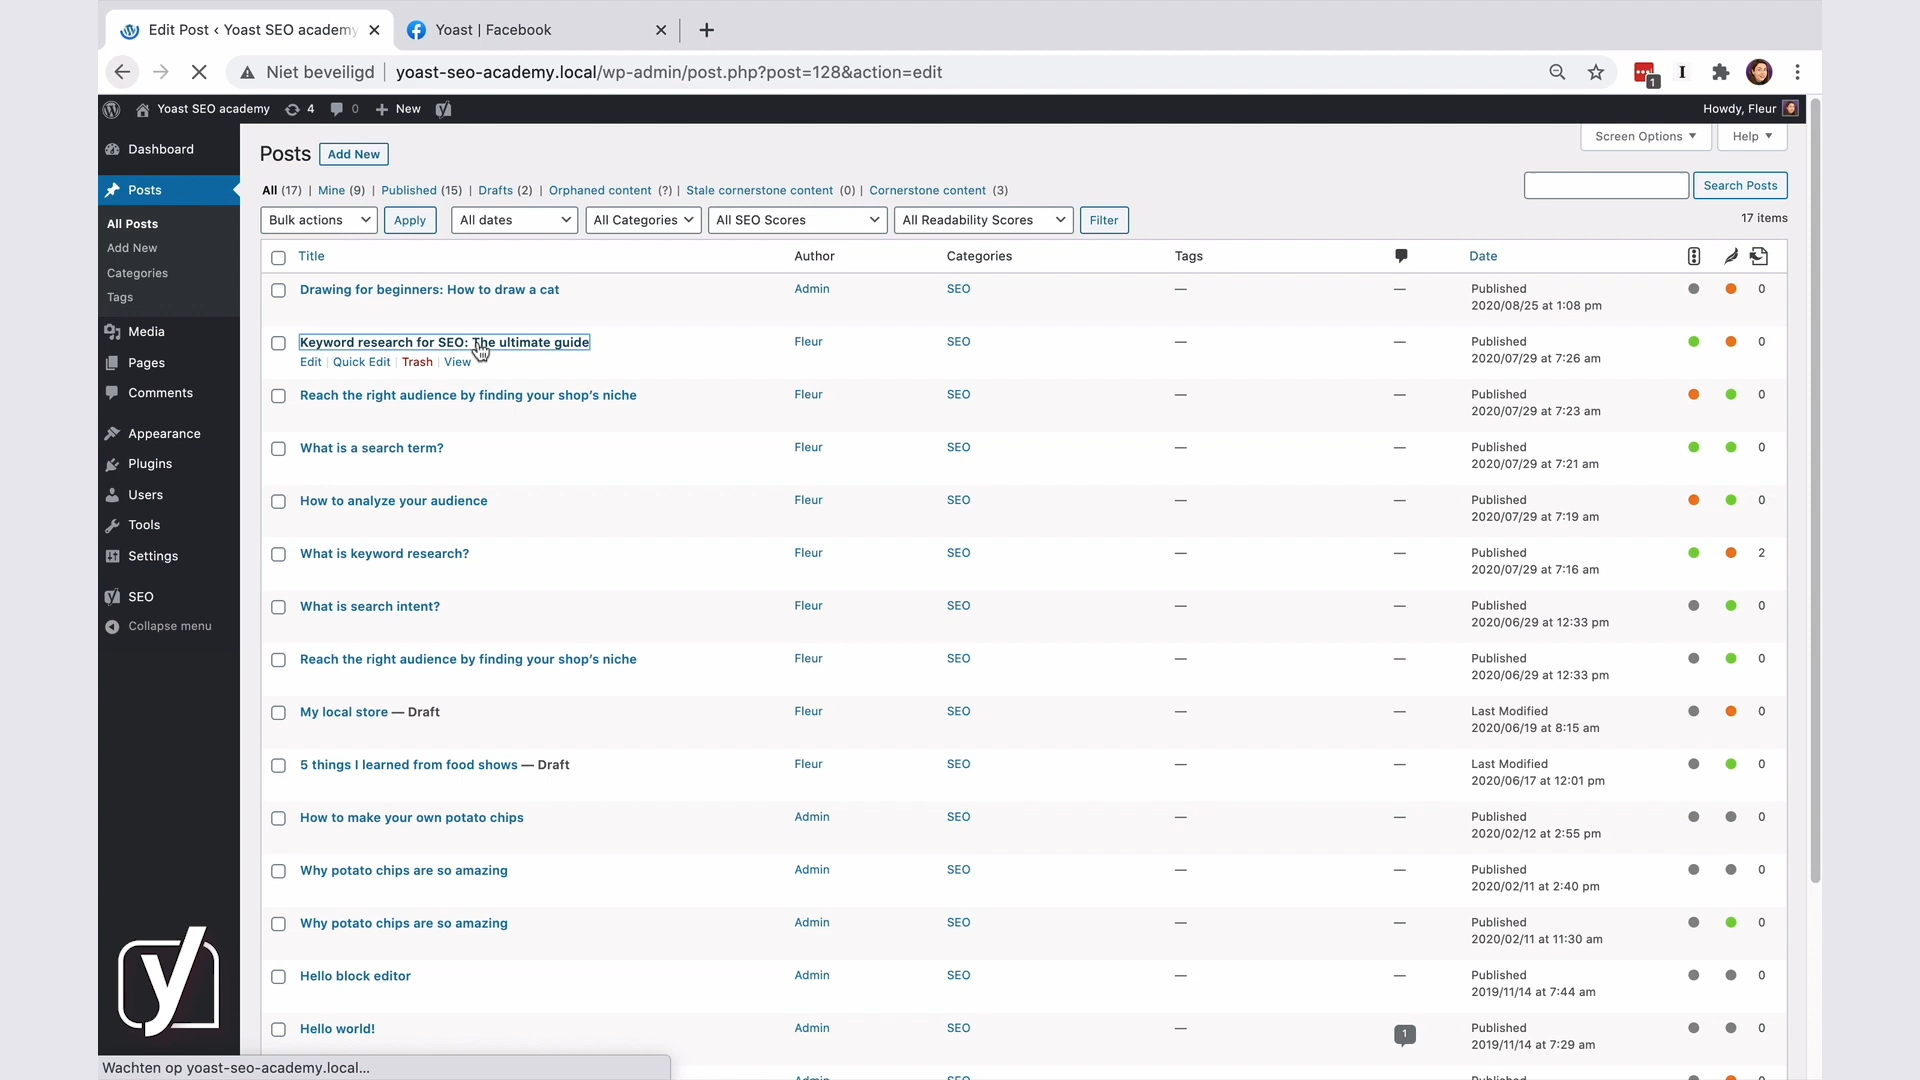 Edit Post ‹ Yoast SEO academy
Yoast | Facebook
Niet beveiligd
yoast-seo-academy.local/wp-admin/post.php?post=128&action=edit
1
Yoast SEO academy 4 0 New
Howdy, Fleur
Dashboard
Posts
All Posts
Add New
Categories
Tags
Media
Pages
Comments
Appearance
Plugins
Users
Tools
Settings
SEO
Collapse menu
Screen Options
Help
Posts
Add New
All (17) | Mine (9) | Published (15) | Drafts (2) | Orphaned content (?) | Stale cornerstone content (0) | Cornerstone content (3)
Search Posts
Bulk actions Apply All dates All Categories All SEO Scores All Readability Scores Filter
17 items
Title Author Categories Tags Date
Drawing for beginners: How to draw a cat Admin SEO — — Published 0
2020/08/25 at 1:08 pm
Keyword research for SEO: The ultimate guide Fleur SEO — — Published 0
Edit | Quick Edit | Trash | View 2020/07/29 at 7:26 am
Reach the right audience by finding your shop’s niche Fleur SEO — — Published 0
2020/07/29 at 7:23 am
What is a search term? Fleur SEO — — Published 0
2020/07/29 at 7:21 am
How to analyze your audience Fleur SEO — — Published 0
2020/07/29 at 7:19 am
What is keyword research? Fleur SEO — — Published 2
2020/07/29 at 7:16 am
What is search intent? Fleur SEO — — Published 0
2020/06/29 at 12:33 pm
Reach the right audience by finding your shop’s niche Fleur SEO — — Published 0
2020/06/29 at 12:33 pm
My local store — Draft Fleur SEO — — Last Modified 0
2020/06/19 at 8:15 am
5 things I learned from food shows — Draft Fleur SEO — — Last Modified 0
2020/06/17 at 12:01 pm
How to make your own potato chips Admin SEO — — Published 0
2020/02/12 at 2:55 pm
Why potato chips are so amazing Admin SEO — — Published 0
2020/02/11 at 2:40 pm
Why potato chips are so amazing Admin SEO — — Published 0
2020/02/11 at 11:30 am
Hello block editor Admin SEO — — Published 0
2019/11/14 at 7:44 am
Hello world! Admin SEO — 1 Published 0
2019/11/14 at 7:29 am
y
Wachten op yoast-seo-academy.local...